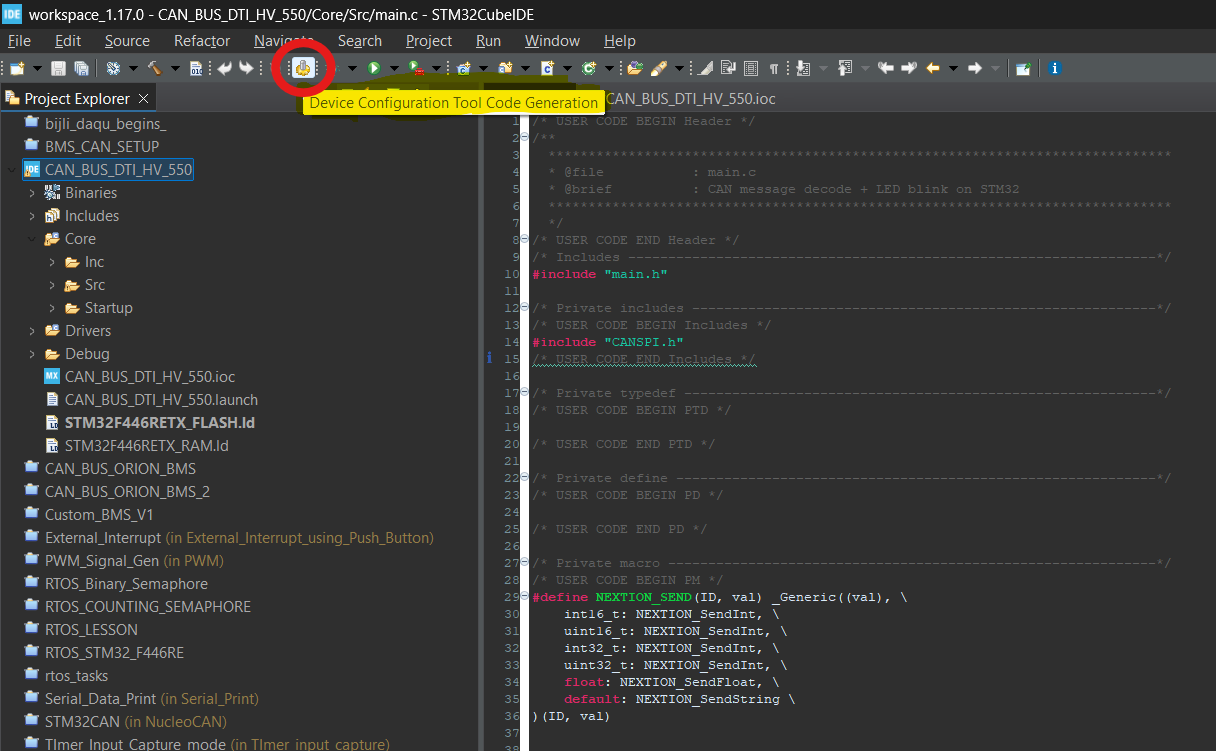 IDE workspace_1.17.0 - CAN_BUS_DTI_HV_550/Core/Src/main.c - STM32CubeIDE
File Edit Source Refactor Navigate Search Project Run Window Help
Project Explorer
Device Configuration Tool Code Generation
CAN_BUS_DTI_HV_550.ioc
bijli_daqu_begins_
BMS_CAN_SETUP
IDE CAN_BUS_DTI_HV_550
Binaries
Includes
Core
Inc
Src
Startup
Drivers
Debug
MX CAN_BUS_DTI_HV_550.ioc
CAN_BUS_DTI_HV_550.launch
STM32F446RETX_FLASH.ld
STM32F446RETX_RAM.ld
CAN_BUS_ORION_BMS
CAN_BUS_ORION_BMS_2
Custom_BMS_V1
External_Interrupt (in External_Interrupt_using_Push_Button)
PWM_Signal_Gen (in PWM)
RTOS_Binary_Semaphore
RTOS_COUNTING_SEMAPHORE
RTOS_LESSON
RTOS_STM32_F446RE
rtos_tasks
Serial_Data_Print (in Serial_Print)
STM32CAN (in NucleoCAN)
TImer_Input_Capture_mode (in TImer_input_capture)
1 /* USER CODE BEGIN Header */
2 /**
3 ******************************************************************************
4 * @file : main.c
5 * @brief : CAN message decode + LED blink on STM32
6 ******************************************************************************
7 */
8 /* USER CODE END Header */
9 /* Includes ------------------------------------------------------------------*/
10 #include "main.h"
11
12 /* Private includes ----------------------------------------------------------*/
13 /* USER CODE BEGIN Includes */
14 #include "CANSPI.h"
15 /* USER CODE END Includes */
16
17 /* Private typedef -----------------------------------------------------------*/
18 /* USER CODE BEGIN PTD */
19
20 /* USER CODE END PTD */
21
22 /* Private define ------------------------------------------------------------*/
23 /* USER CODE BEGIN PD */
24
25 /* USER CODE END PD */
26
27 /* Private macro -------------------------------------------------------------*/
28 /* USER CODE BEGIN PM */
29 #define NEXTION_SEND(ID, val) _Generic((val), \
30 int16_t: NEXTION_SendInt, \
31 uint16_t: NEXTION_SendInt, \
32 int32_t: NEXTION_SendInt, \
33 uint32_t: NEXTION_SendInt, \
34 float: NEXTION_SendFloat, \
35 default: NEXTION_SendString \
36 )(ID, val)
37
38